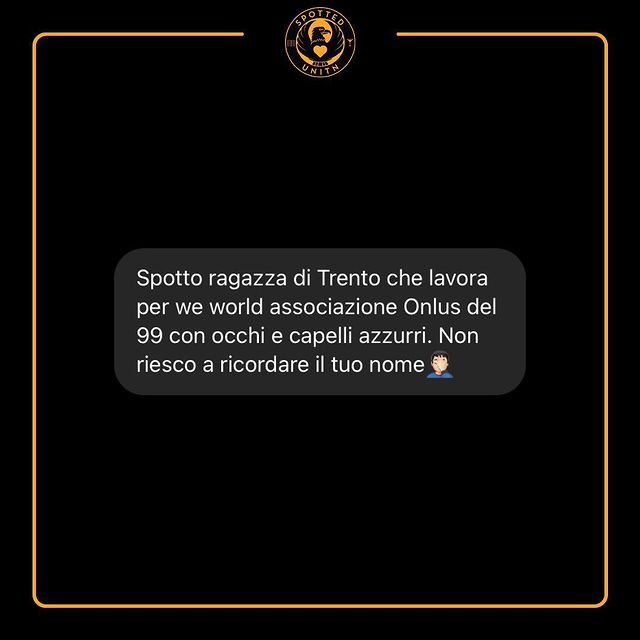 SPOTTED
UNITN
Spotto ragazza di Trento che lavora
per we world associazione Onlus del
99 con occhi e capelli azzurri. Non
riesco a ricordare il tuo nome🤦🏻‍♂️